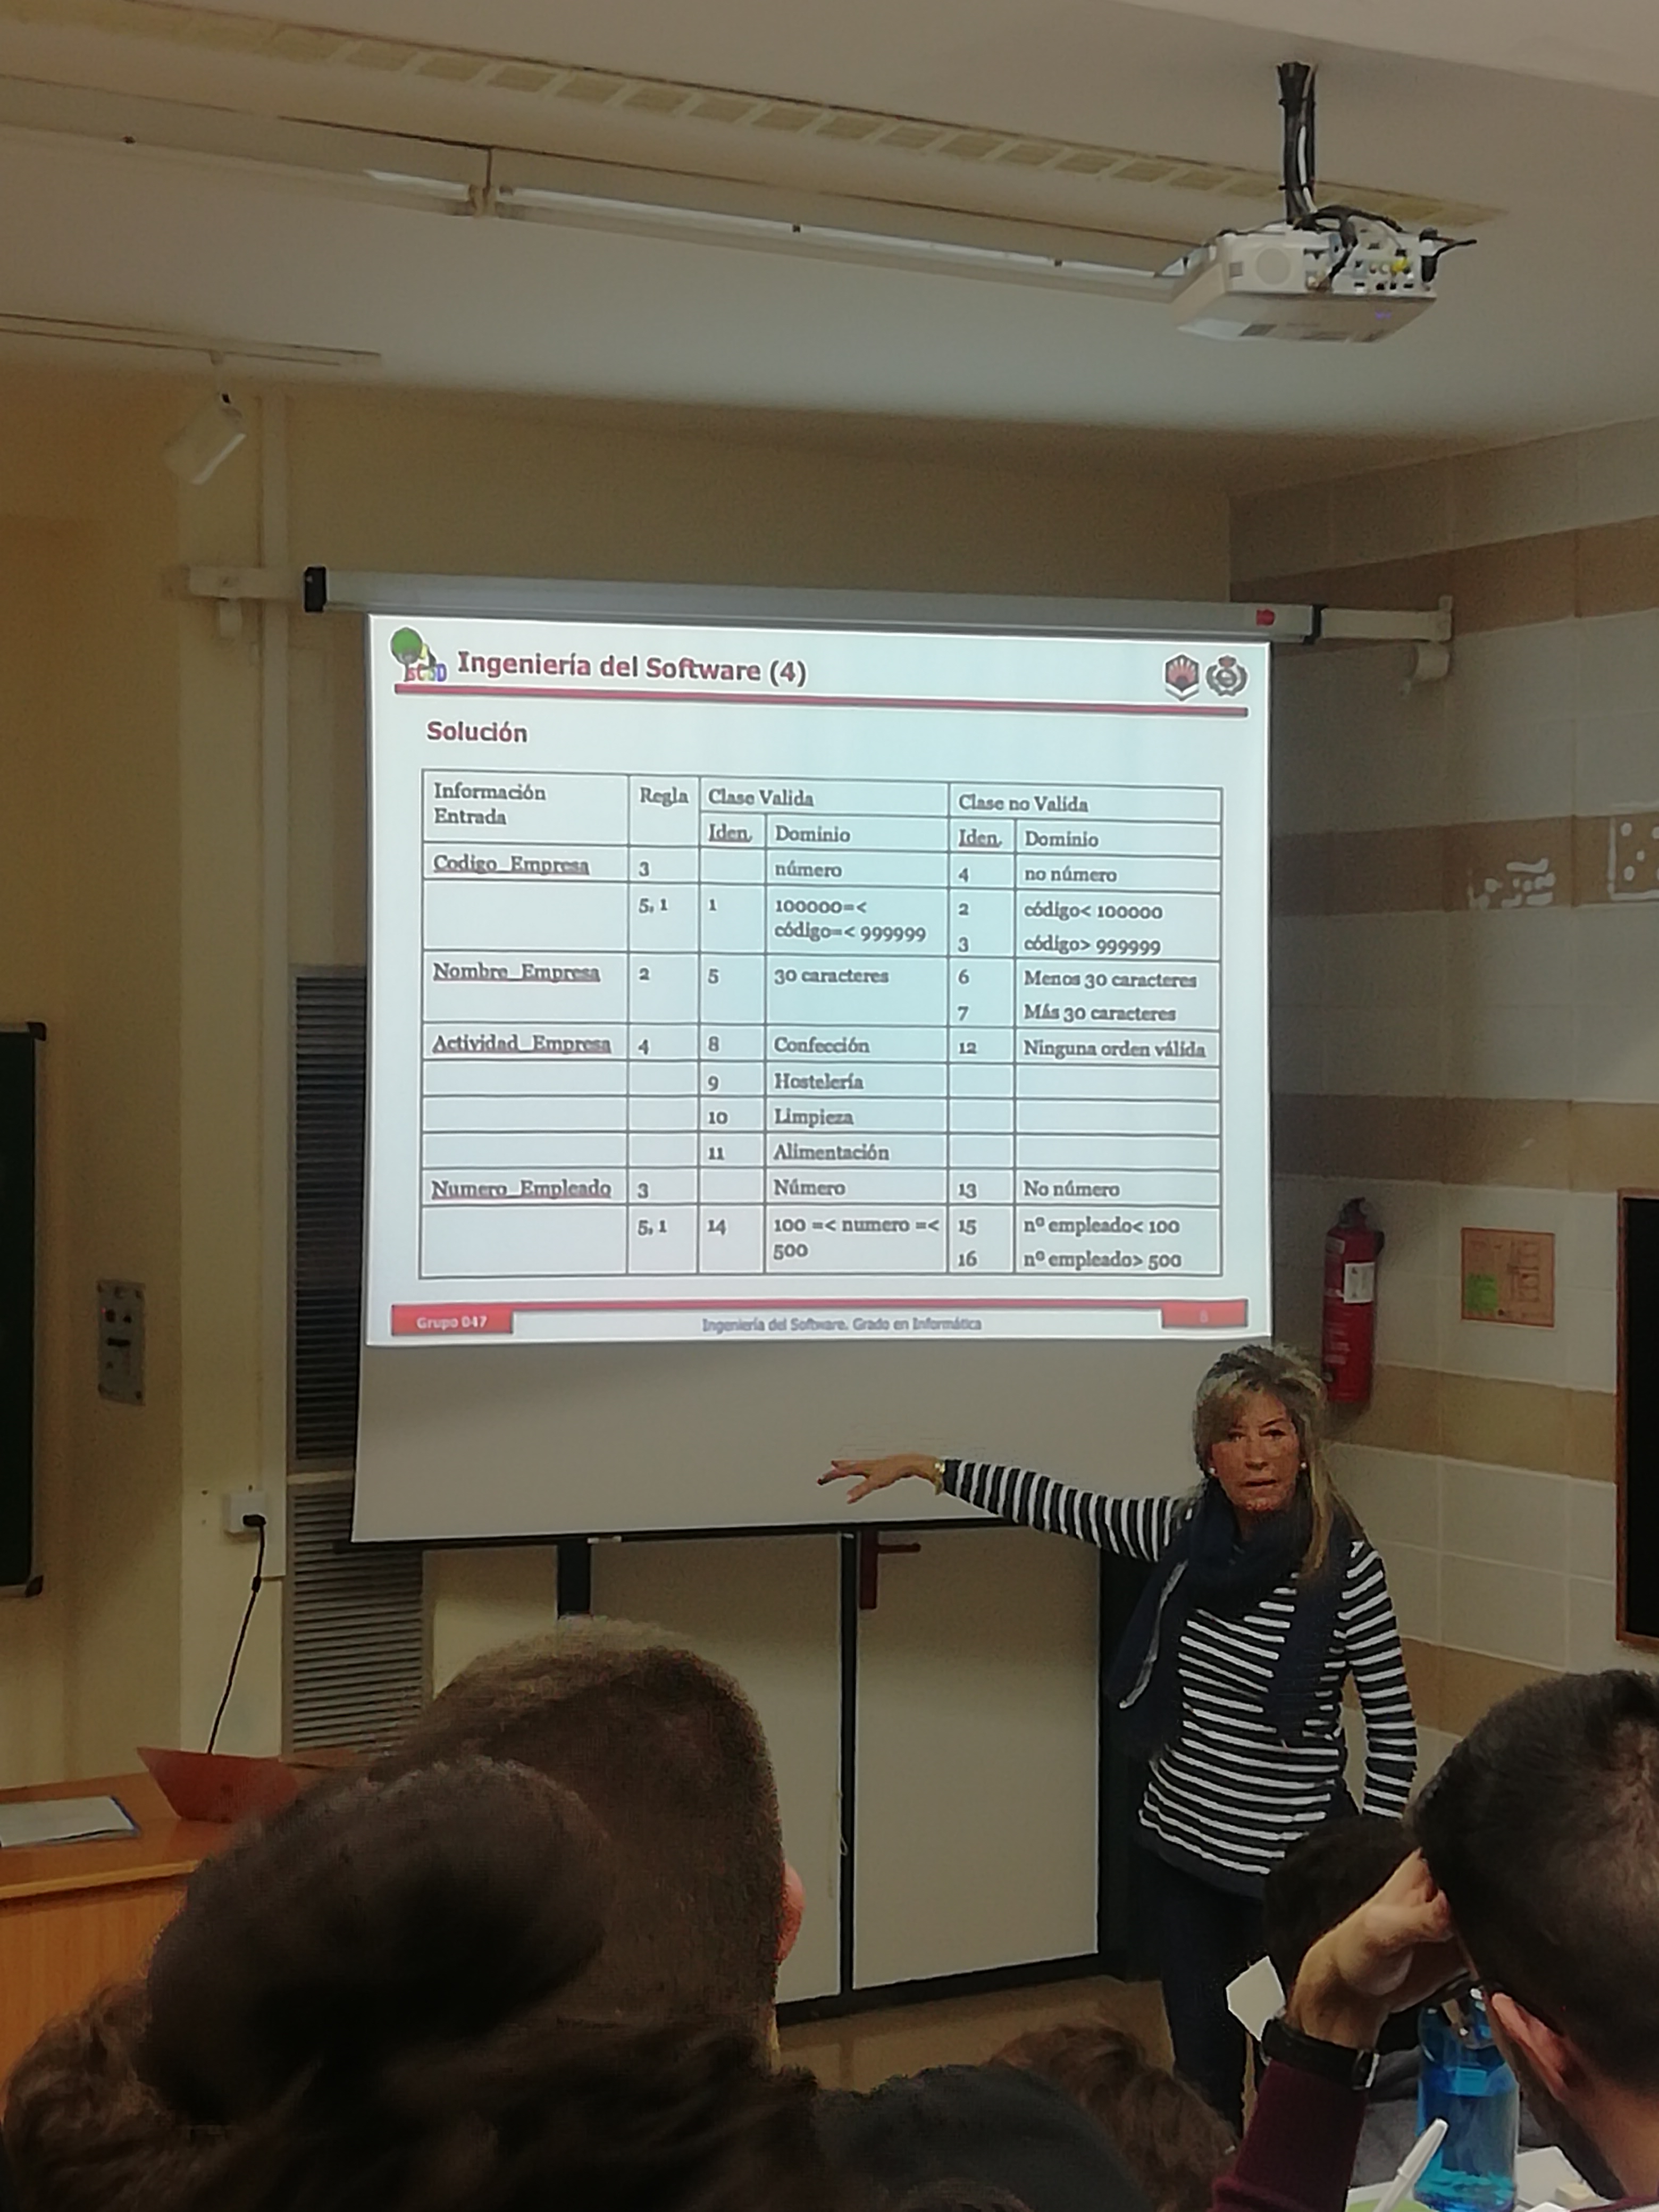 Ingeniería del Software (4)
Solución
Información Entrada | Regla | Clase Valida | Clase no Valida
Iden. | Dominio | Iden. | Dominio
Codigo_Empresa | 3 | | número | 4 | no número
5, 1 | 1 | 100000=< código=< 999999 | 2 | código< 100000
3 | código> 999999
Nombre_Empresa | 2 | 5 | 30 caracteres | 6 | Menos 30 caracteres
7 | Más 30 caracteres
Actividad_Empresa | 4 | 8 | Confección | 12 | Ninguna orden válida
9 | Hostelería
10 | Limpieza
11 | Alimentación
Numero_Empleado | 3 | | Número | 13 | No número
5, 1 | 14 | 100 =< numero =< 500 | 15 | nº empleado< 100
16 | nº empleado> 500
Grupo 047
Ingeniería del Software. Grado en Informática